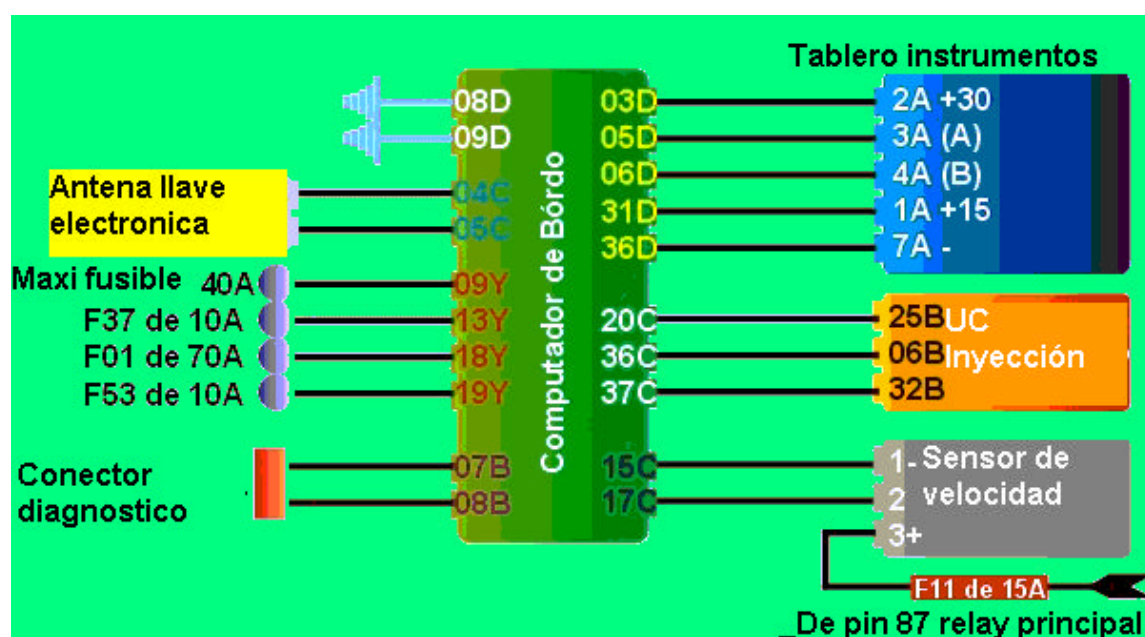 Tablero instrumentos
08D
09D
03D
05D
06D
31D
36D
2A +30
3A (A)
4A (B)
1A +15
7A -
Antena llave
electronica
04C
05C
Computador de Bórdo
Maxi fusible 40A
F37 de 10A
F01 de 70A
F53 de 10A
09Y
13Y
18Y
19Y
20C
36C
37C
25B UC
06B Inyección
32B
Conector
diagnostico
07B
08B
15C
17C
1- Sensor de
2 velocidad
3+
F11 de 15A
_De pin 87 relay principal